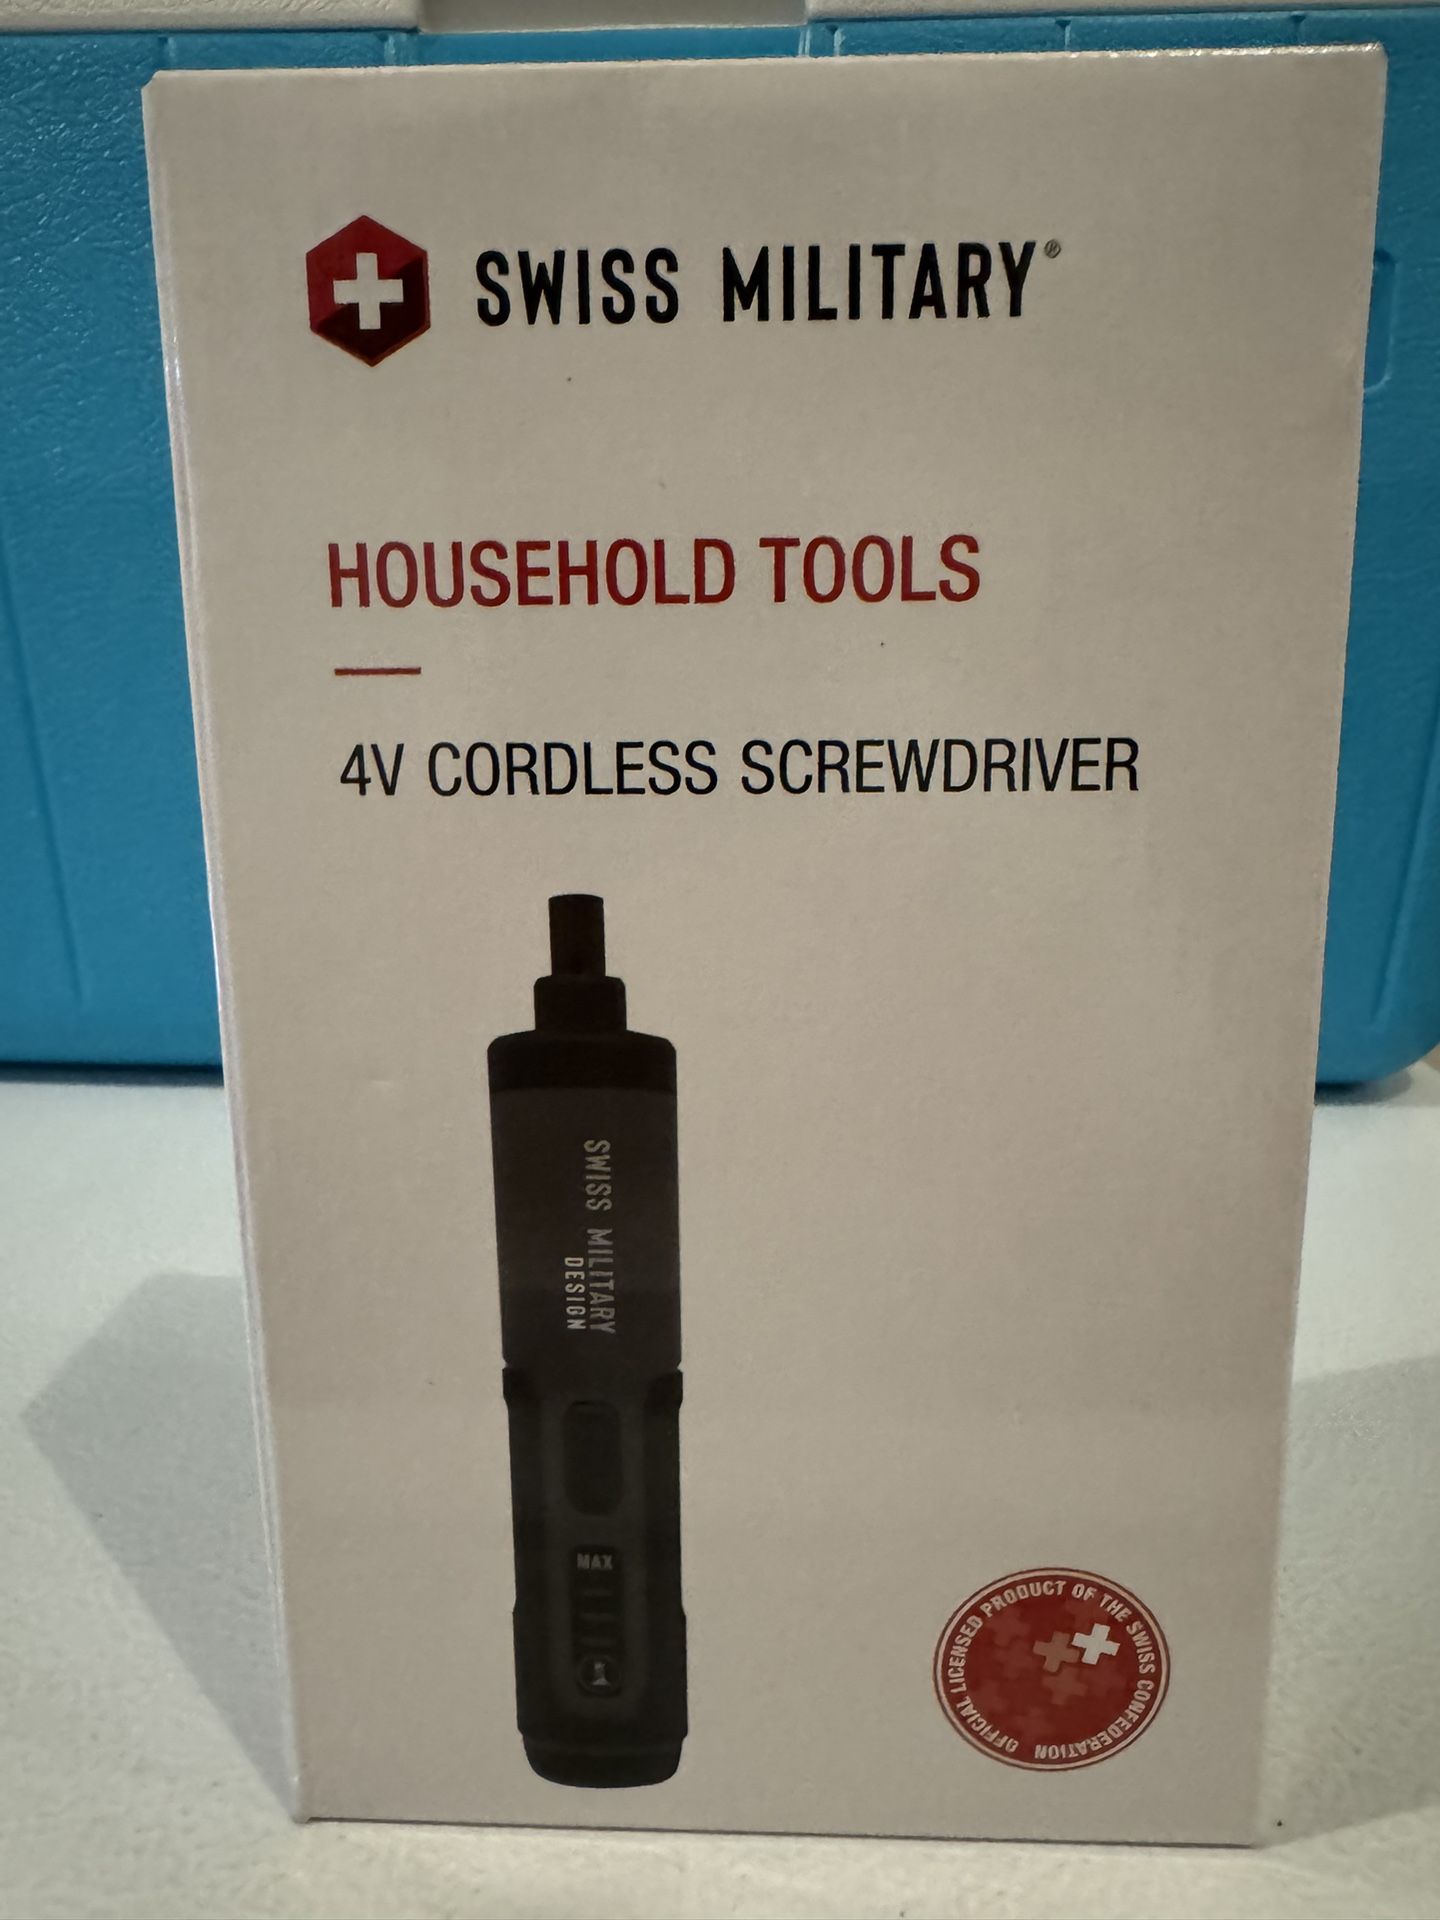 SWISS MILITARY®
HOUSEHOLD TOOLS
4V CORDLESS SCREWDRIVER
SWISS MILITARY
DESIGN
MAX
OFFICIAL LICENSED PRODUCT OF THE SWISS CONFEDERATION